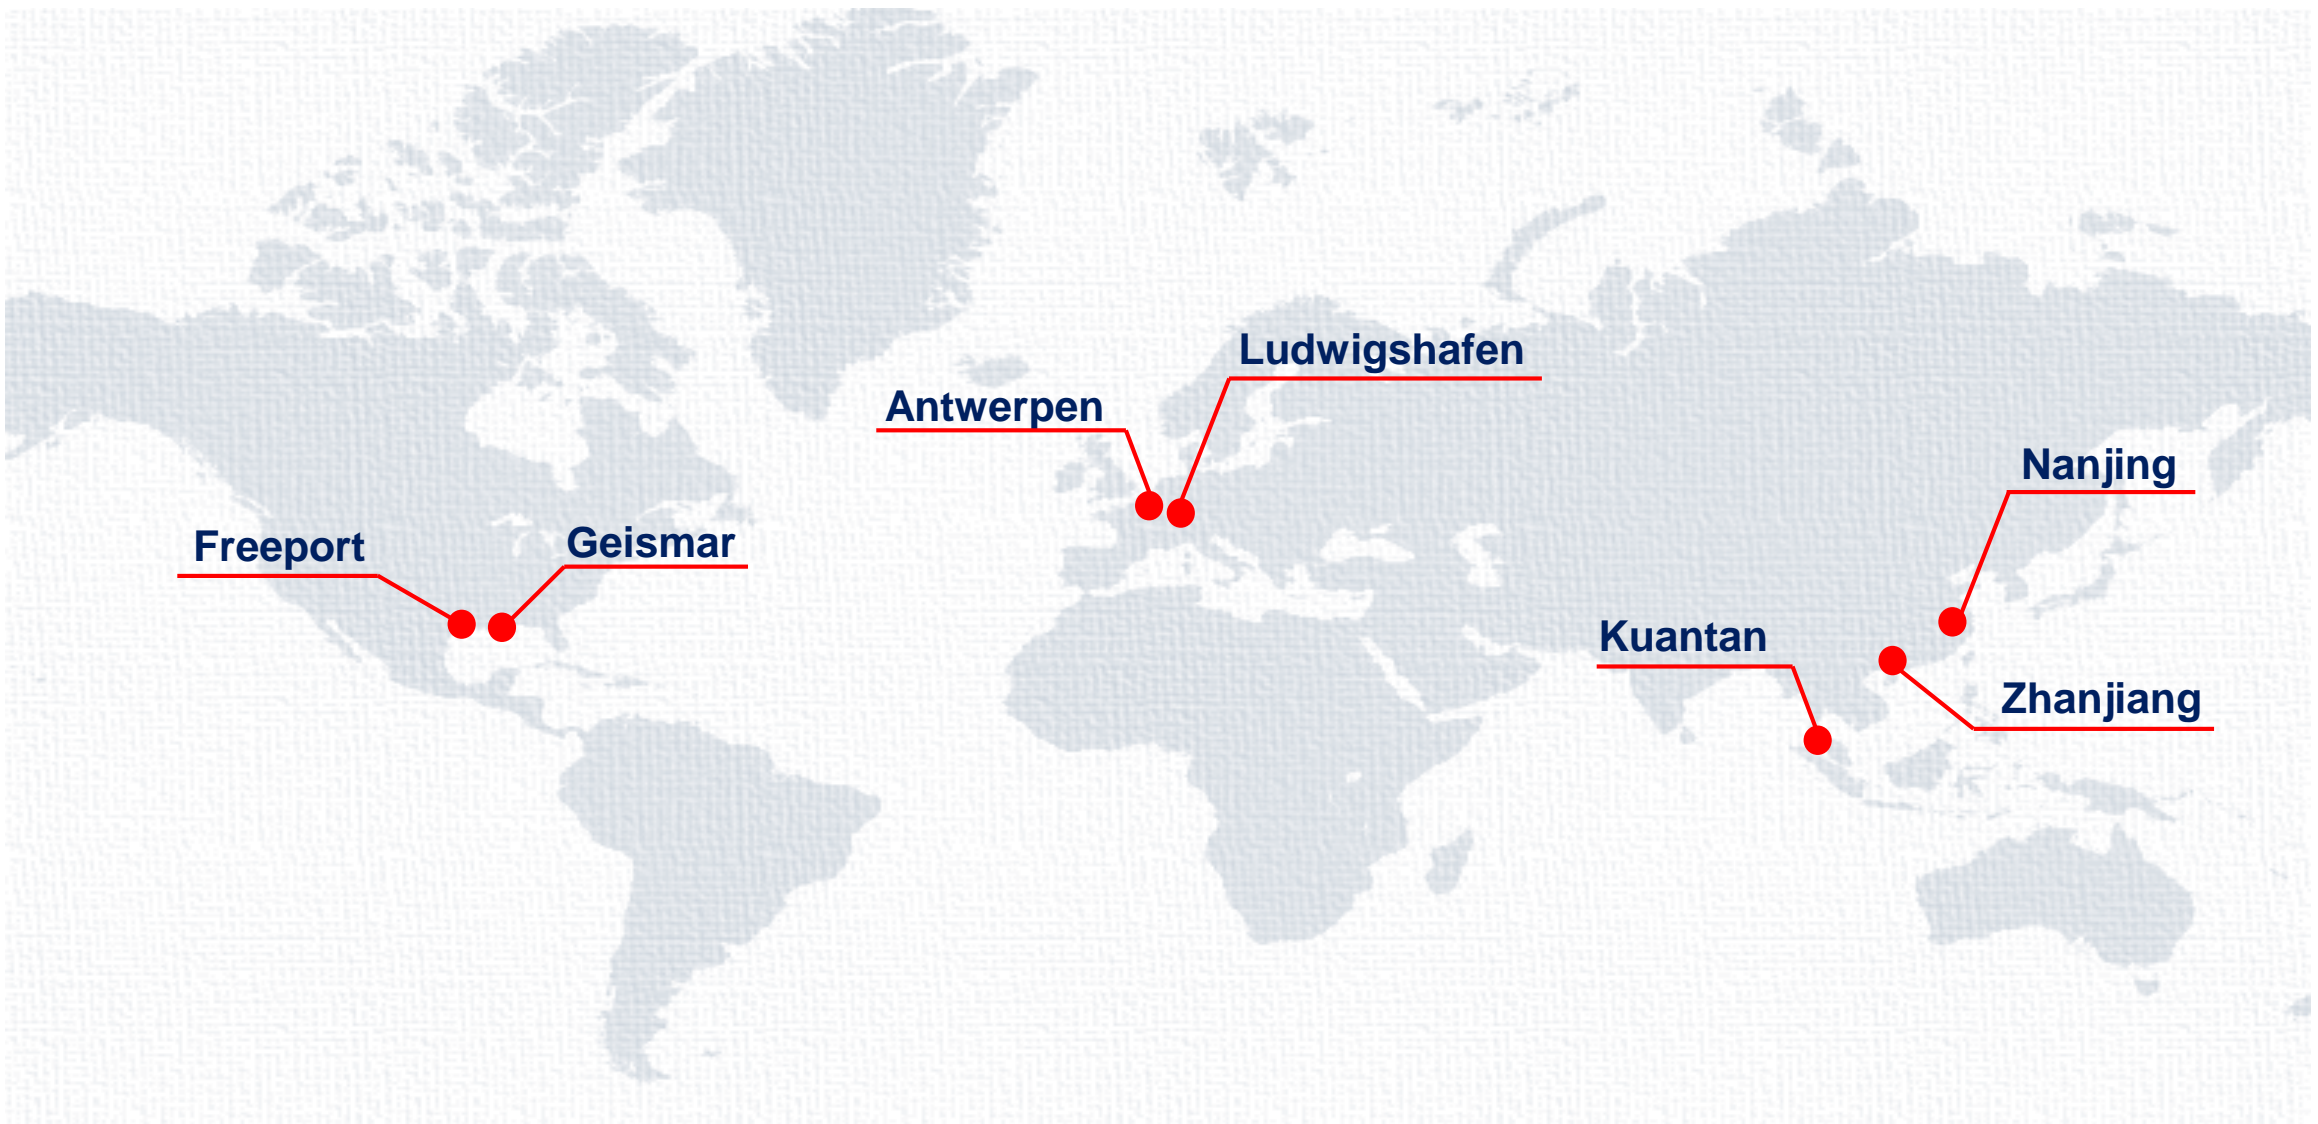 Ludwigshafen
Antwerpen
Nanjing
Freeport
Geismar
Kuantan
Zhanjiang